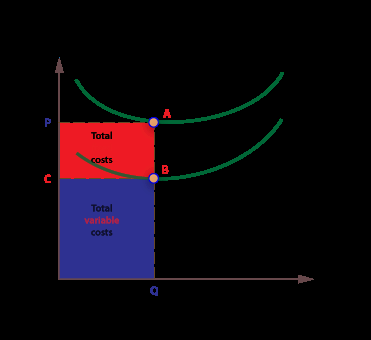 P
A
Total
costs
B
C
Total
variable
costs
Q